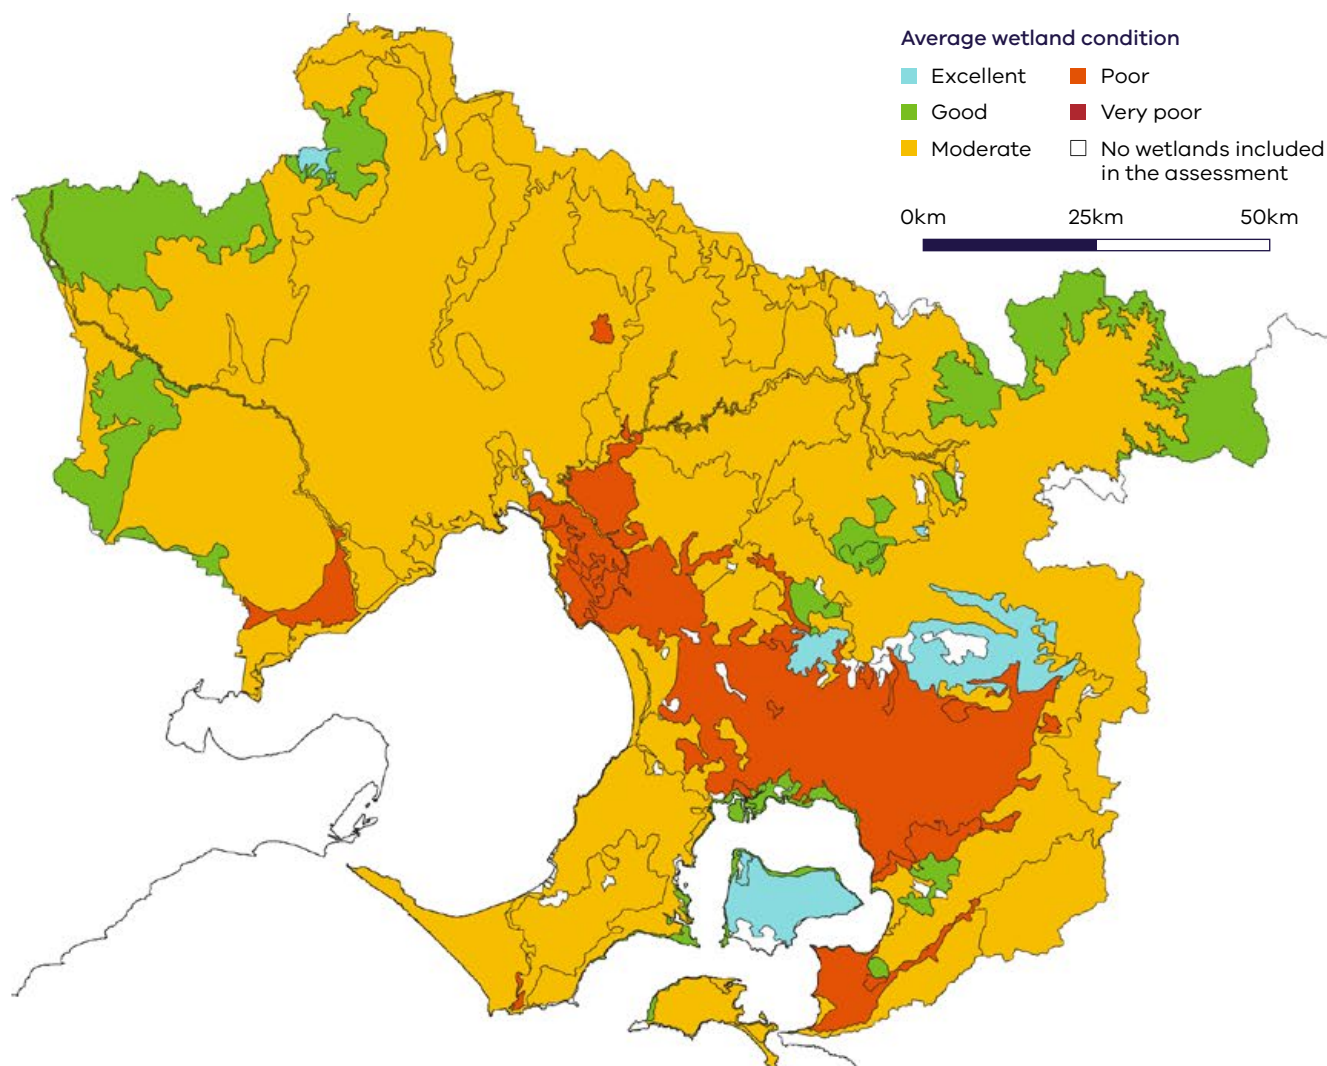 Average wetland condition
Excellent
Good
Moderate
Poor
Very poor
No wetlands included
in the assessment
0km 25km 50km